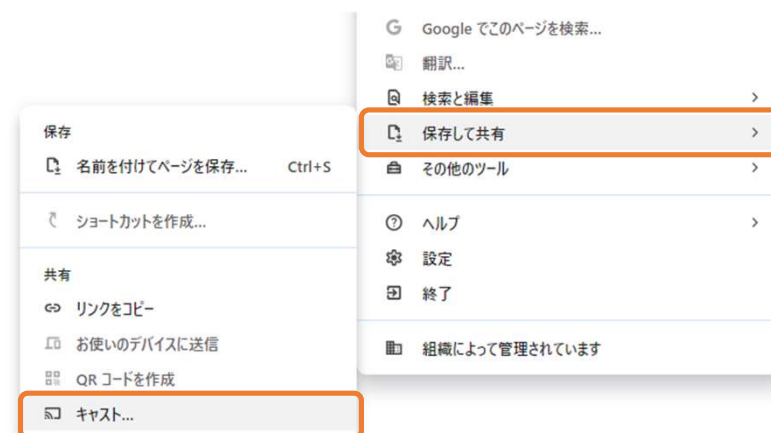 Google でこのページを検索...
翻訳...
検索と編集
保存して共有
その他のツール
ヘルプ
設定
終了
組織によって管理されています
保存
名前を付けてページを保存... Ctrl+S
ショートカットを作成...
共有
リンクをコピー
お使いのデバイスに送信
QR コードを作成
キャスト...